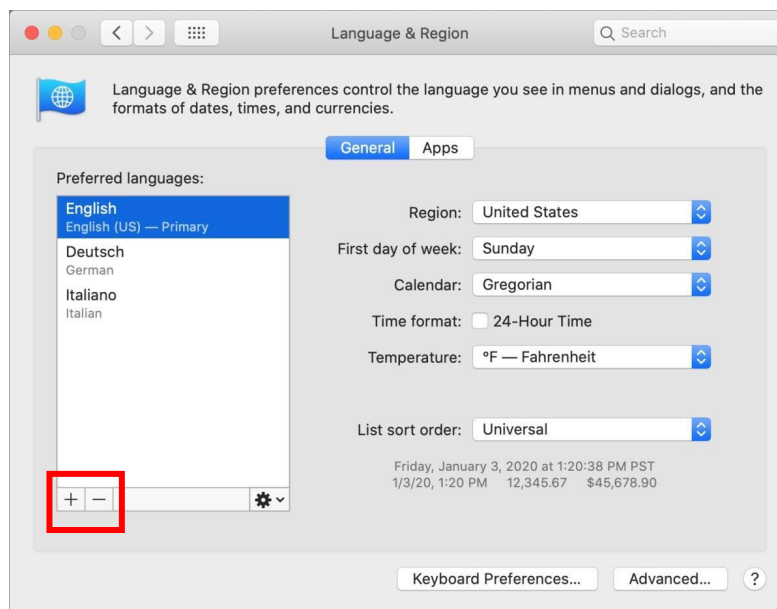 Language & Region
Search
Language & Region preferences control the language you see in menus and dialogs, and the
formats of dates, times, and currencies.
General Apps
Preferred languages:
English
English (US) — Primary
Deutsch
German
Italiano
Italian
Region: United States
First day of week: Sunday
Calendar: Gregorian
Time format: 24-Hour Time
Temperature: °F — Fahrenheit
List sort order: Universal
Friday, January 3, 2020 at 1:20:38 PM PST
1/3/20, 1:20 PM 12,345.67 $45,678.90
+ −
Keyboard Preferences... Advanced... ?